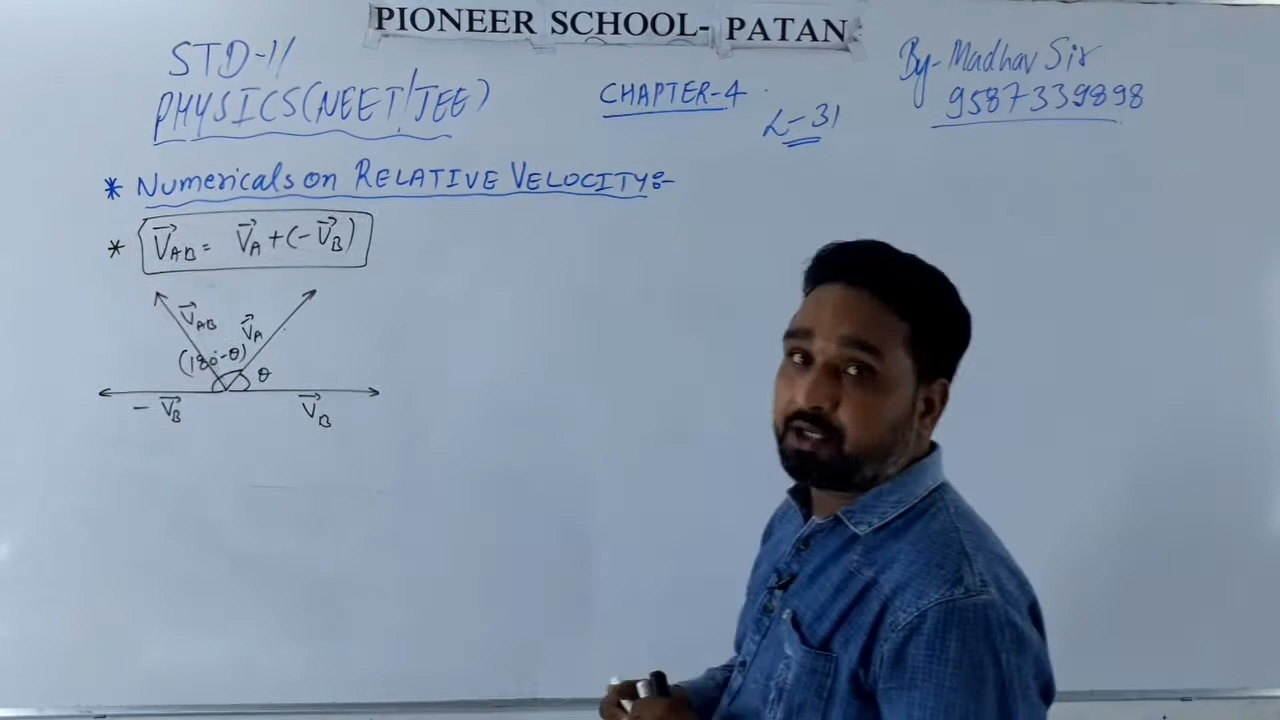 PIONEER SCHOOL- PATAN
STD-11
PHYSICS(NEET/JEE)
CHAPTER-4
L-31
By- Madhav Sir
9587339898
* Numericals on RELATIVE VELOCITY:-
* V⃗AB = V⃗A + (-V⃗B)
V⃗AB
V⃗A
(180°-θ)
θ
- V⃗B
V⃗B